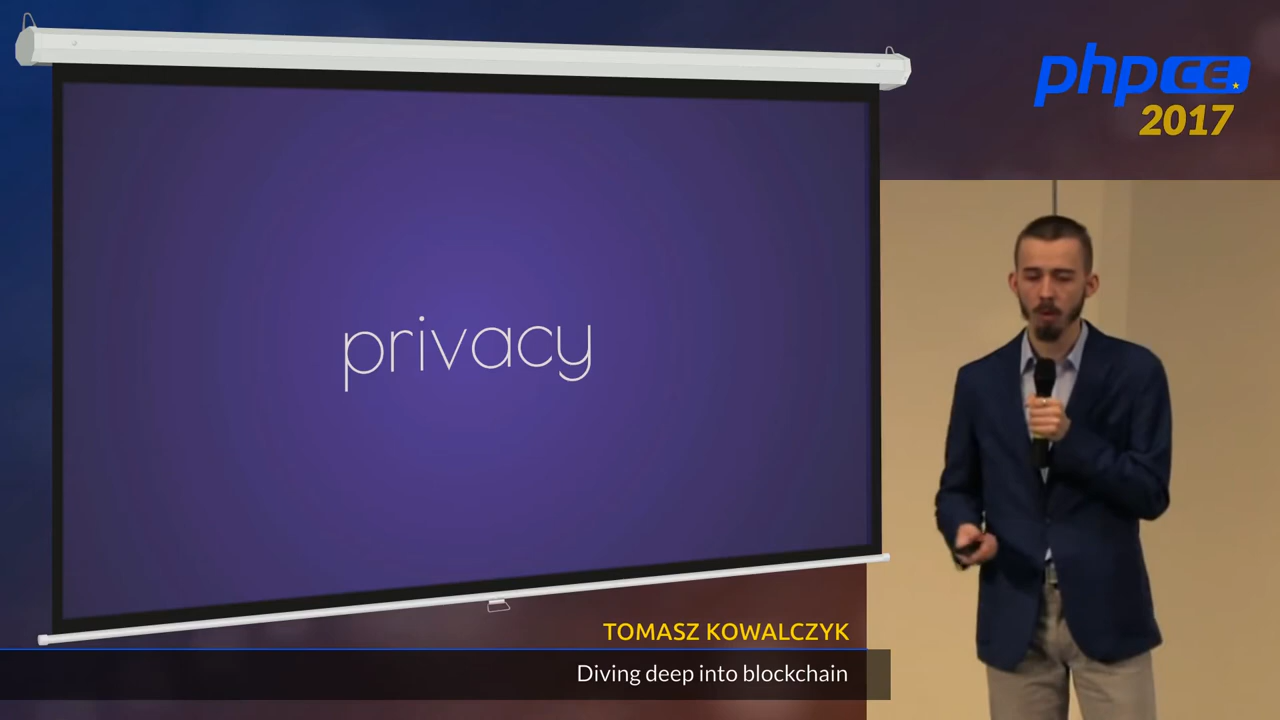 phpCE.
2017
privacy
TOMASZ KOWALCZYK
Diving deep into blockchain